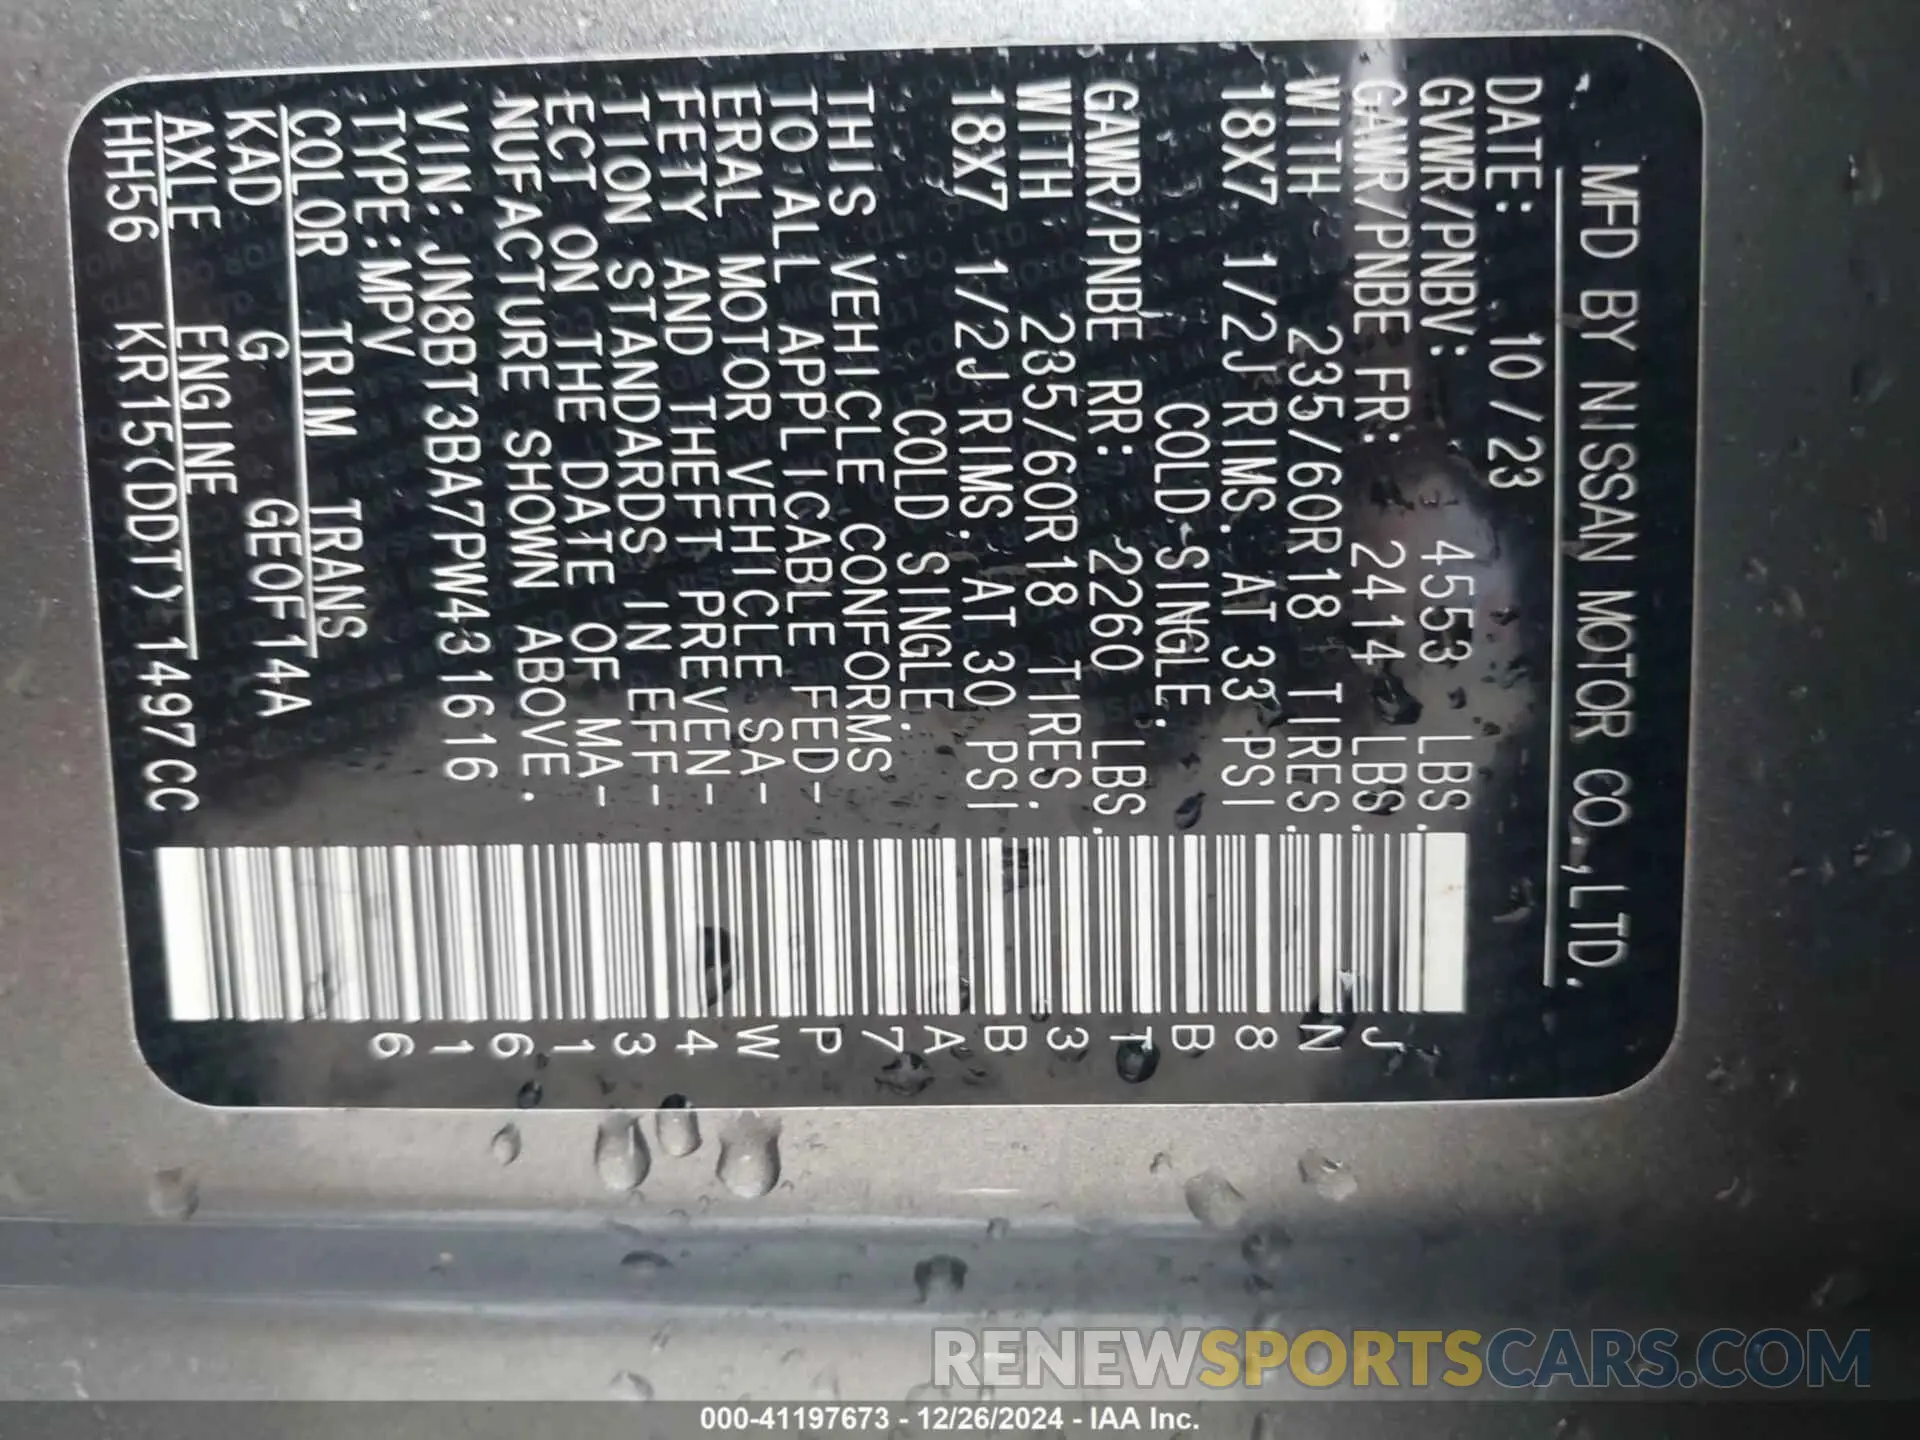 MFD BY NISSAN MOTOR CO.,LTD.
DATE: 10/23
GVWR/PNBV: 4553 LBS.
GAWR/PNBE FR: 2414 LBS.
WITH 235/60R18 TIRES.
18X7 1/2J RIMS. AT 33 PSI
COLD SINGLE.
GAWR/PNBE RR: 2260 LBS.
WITH 235/60R18 TIRES.
18X7 1/2J RIMS. AT 30 PSI
COLD SINGLE.
THIS VEHICLE CONFORMS
TO ALL APPLICABLE FED-
ERAL MOTOR VEHICLE SA-
FETY AND THEFT PREVEN-
TION STANDARDS IN EFF-
ECT ON THE DATE OF MA-
NUFACTURE SHOWN ABOVE.
VIN: JN8BT3BA7PW431616
TYPE:MPV
COLOR TRIM TRANS
KAD G GEOF14A
AXLE ENGINE
HH56 KR15(DDT) 1497CC
JN8BT3BA7PW431616
RENEWSPORTSCARS.COM
000-41197673 - 12/26/2024 - IAA Inc.